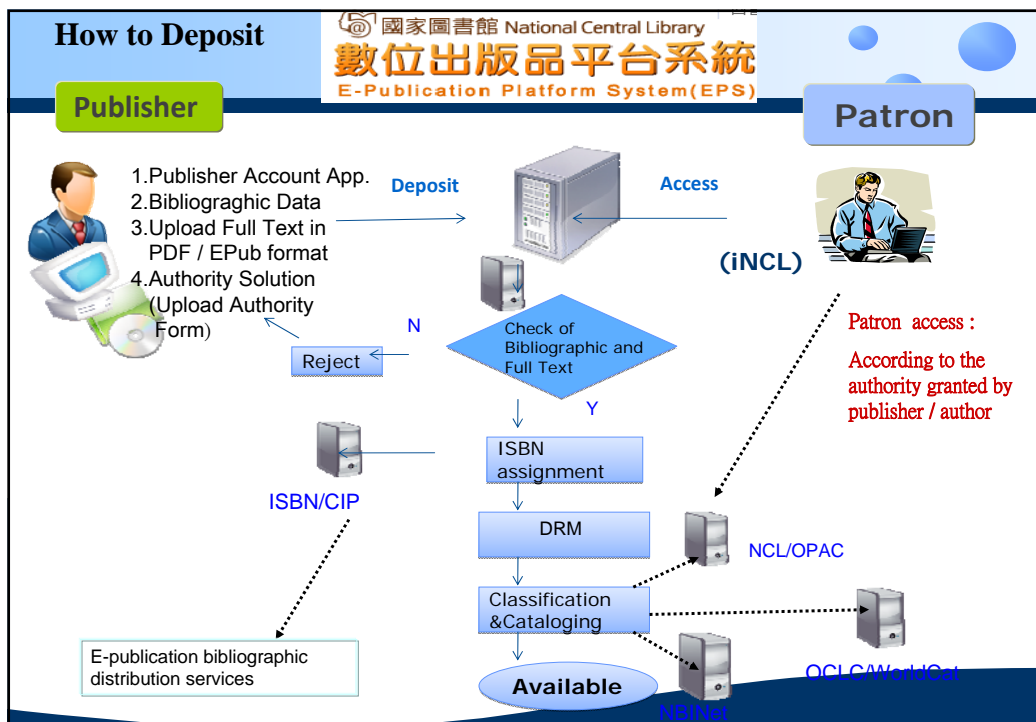 How to Deposit
國家圖書館 National Central Library
數位出版品平台系統
E-Publication Platform System(EPS)
Publisher
Patron
1.Publisher Account App.
2.Bibliograghic Data
3.Upload Full Text in
PDF / EPub format
4.Authority Solution
(Upload Authority
Form)
Deposit
Access
(iNCL)
N
Check of
Bibliographic and
Full Text
Reject
Patron access :
According to the
authority granted by
publisher / author
Y
ISBN
assignment
ISBN/CIP
DRM
NCL/OPAC
Classification
&Cataloging
E-publication bibliographic
distribution services
OCLC/WorldCat
Available
NBINet